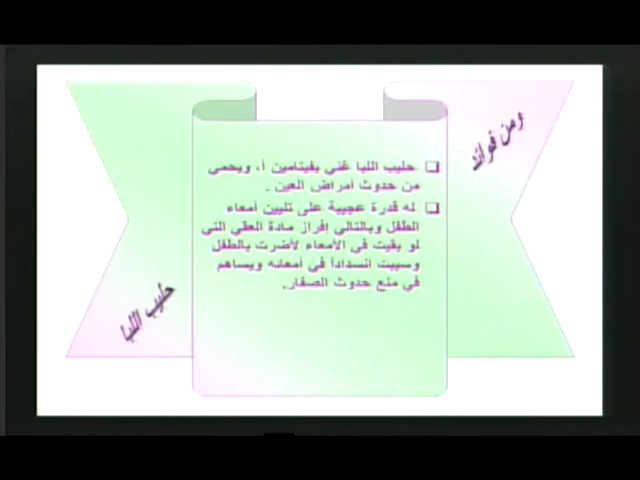 ومن فوائد
حليب اللبا
❑ حليب اللبا غني بفيتامين أ، ويحمي
من حدوث أمراض العين .
❑ له قدرة عجيبة على تليين أمعاء
الطفل وبالتالي إفراز مادة العقي التي
لو بقيت في الأمعاء لأضرت بالطفل
وسببت انسداداً في أمعائه ويساهم
في منع حدوث الصفار.